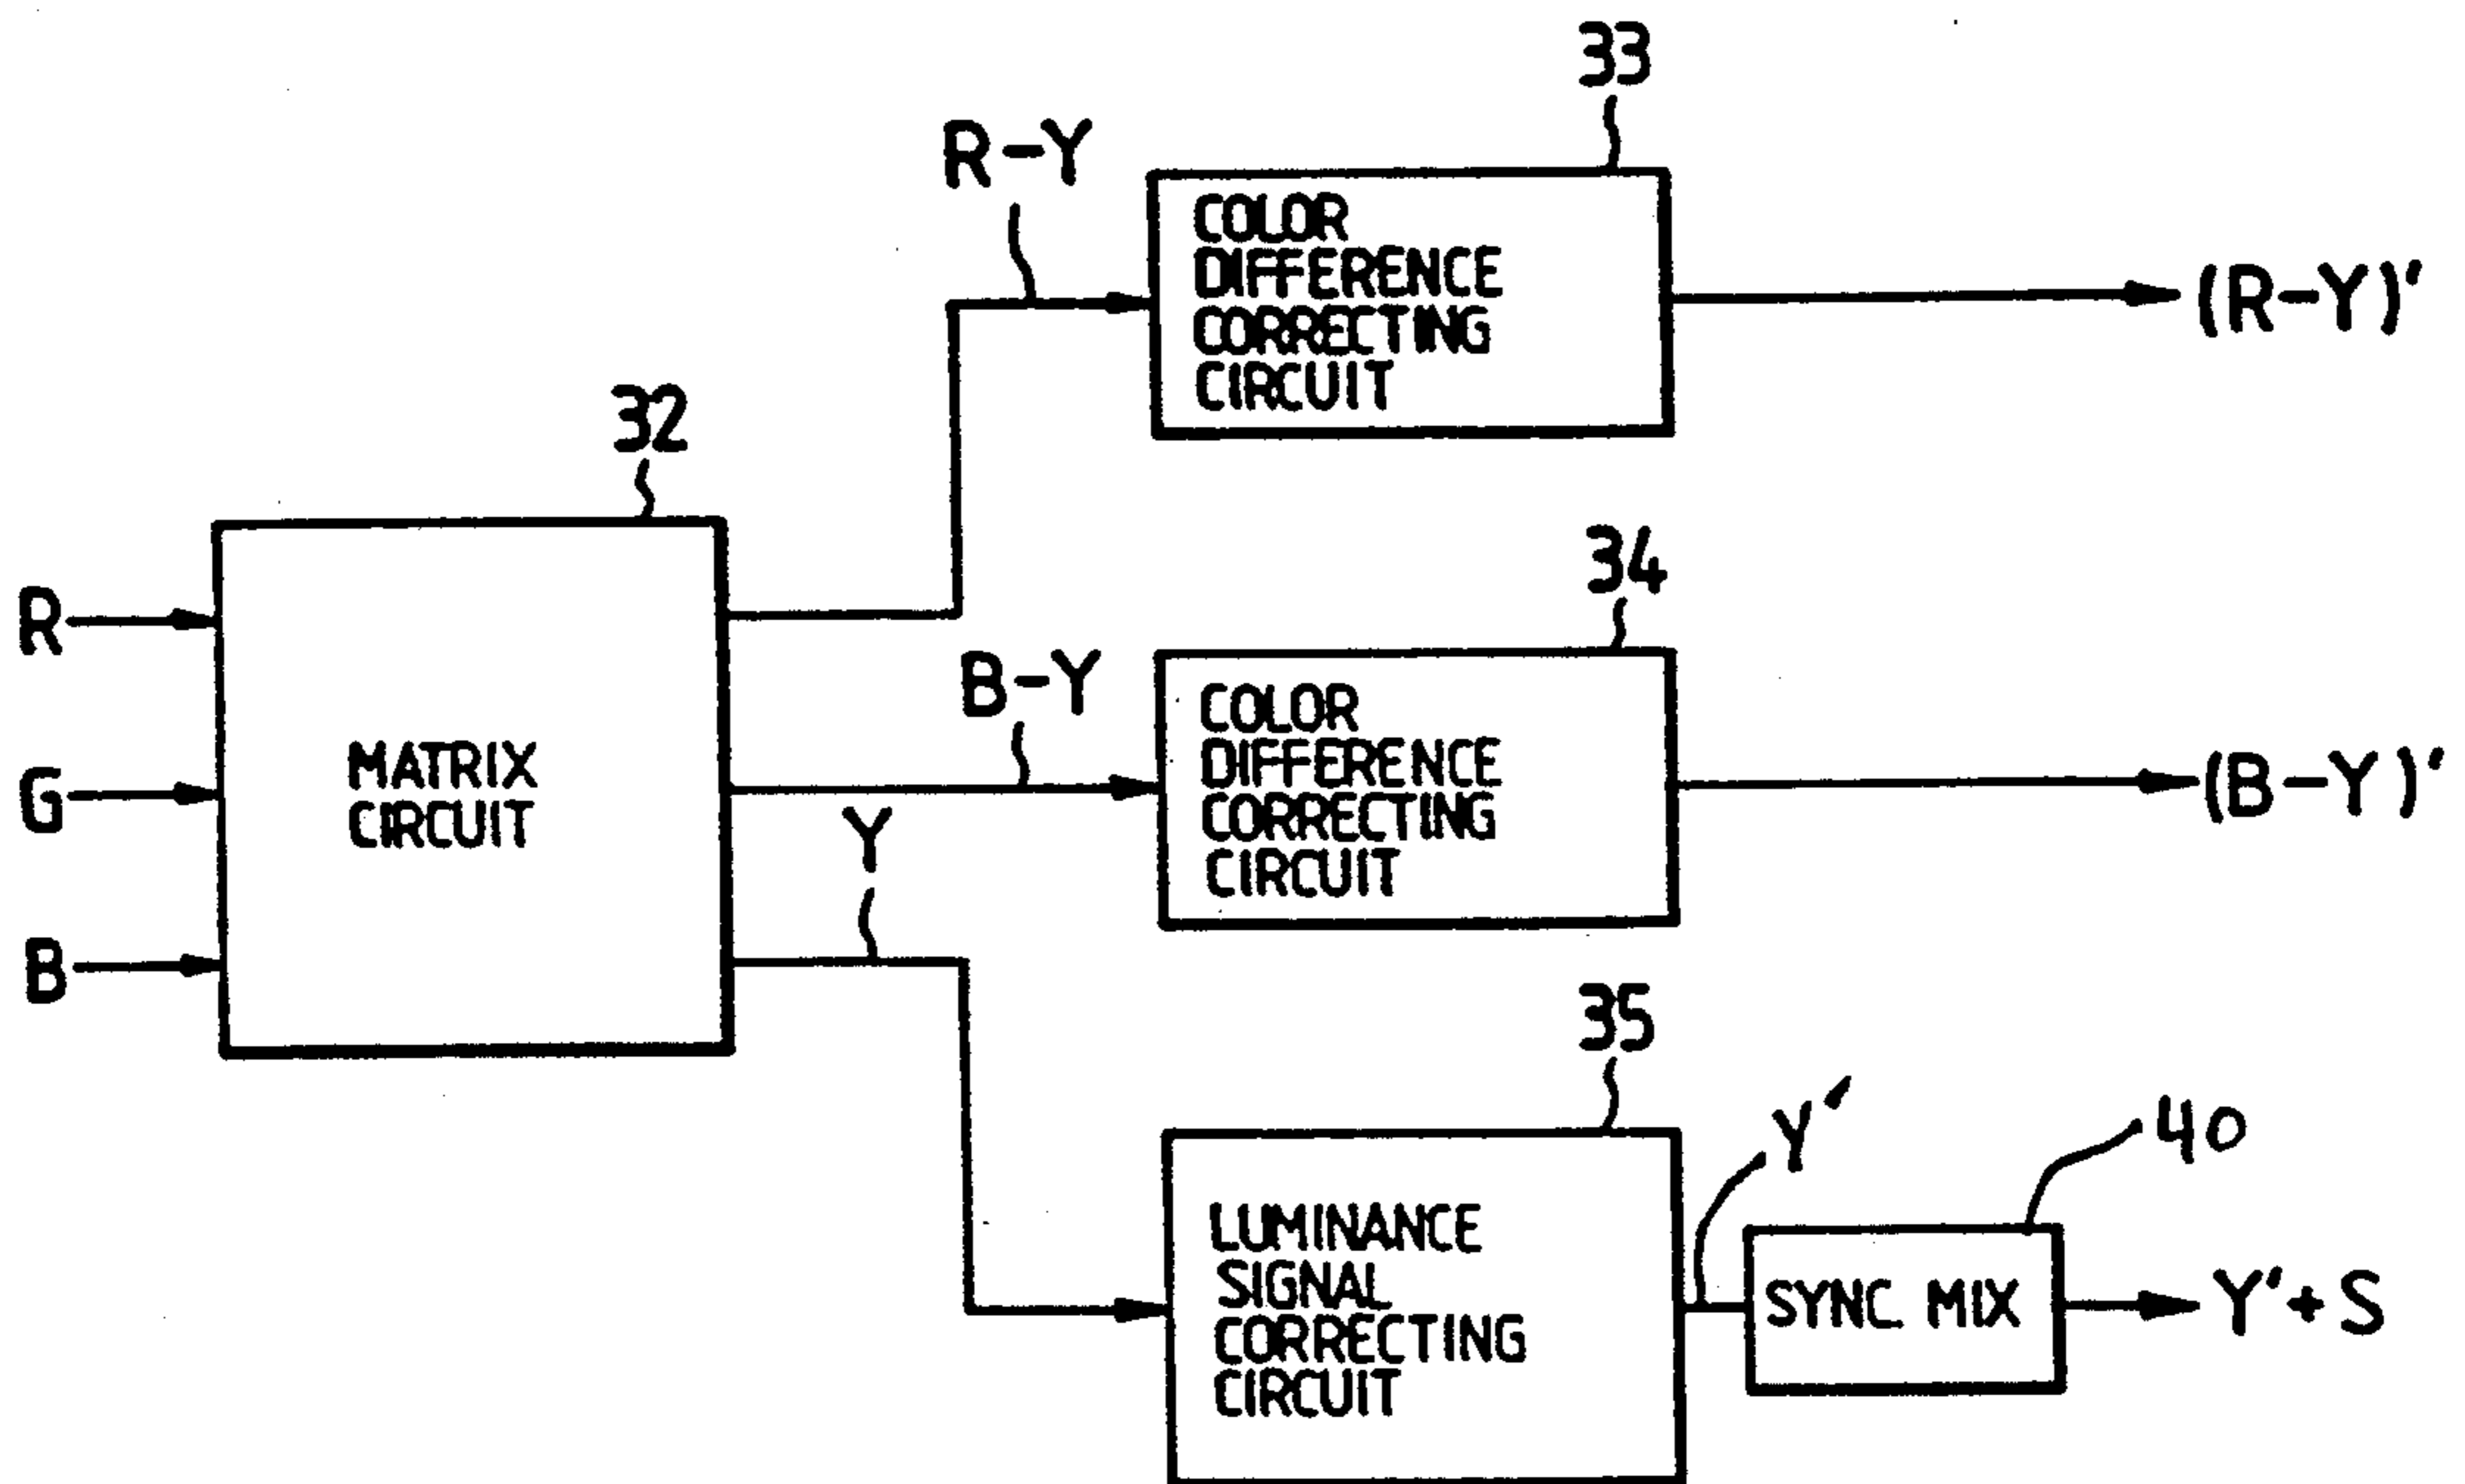 33
R-Y
COLOR
DIFFERENCE
CORRECTING
CIRCUIT
(R-Y)'
32
R
G
B
MATRIX
CIRCUIT
34
B-Y
COLOR
DIFFERENCE
CORRECTING
CIRCUIT
(B-Y)'
Y
35
LUMINANCE
SIGNAL
CORRECTING
CIRCUIT
Y'
40
SYNC. MIX
Y'+S